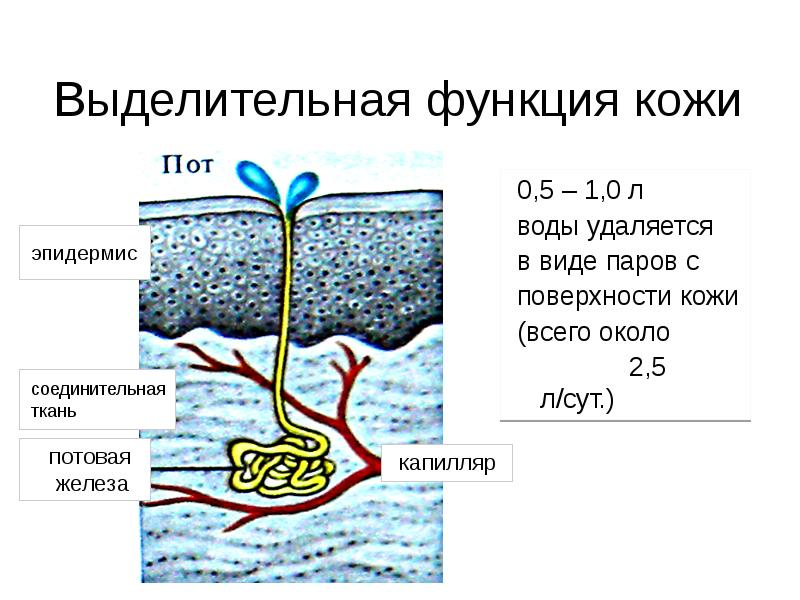 Выделительная функция кожи
Пот
эпидермис
соединительная
ткань
потовая
железа
капилляр
0,5 – 1,0 л
воды удаляется
в виде паров с
поверхности кожи
(всего около
2,5
л/сут.)